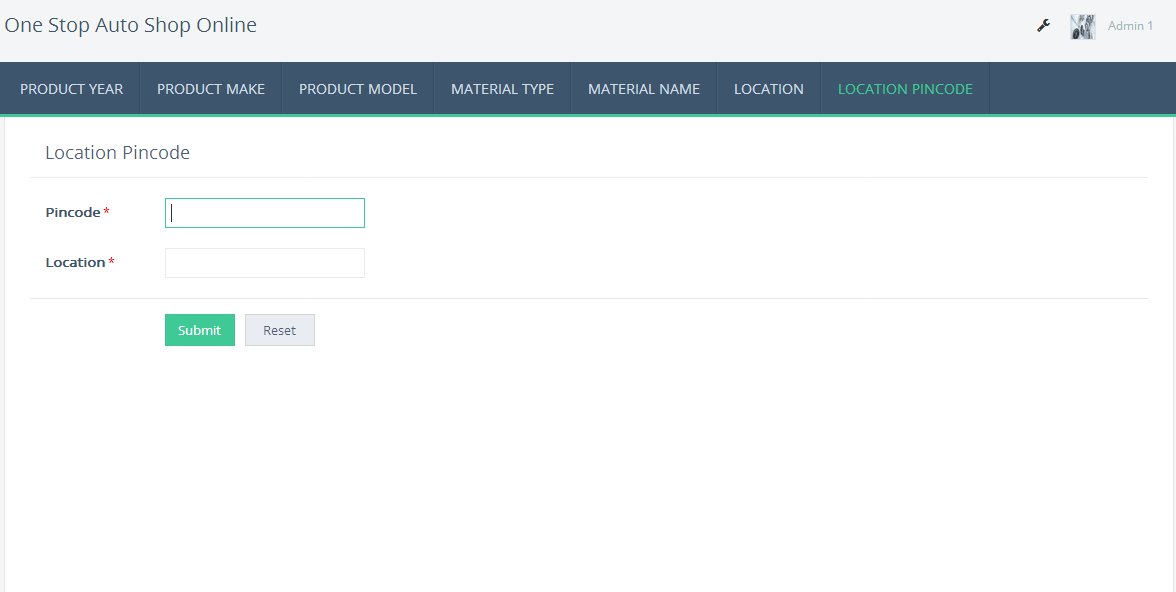 One Stop Auto Shop Online
Admin 1
PRODUCT YEAR PRODUCT MAKE PRODUCT MODEL MATERIAL TYPE MATERIAL NAME LOCATION LOCATION PINCODE
Location Pincode
Pincode *
Location *
Submit Reset